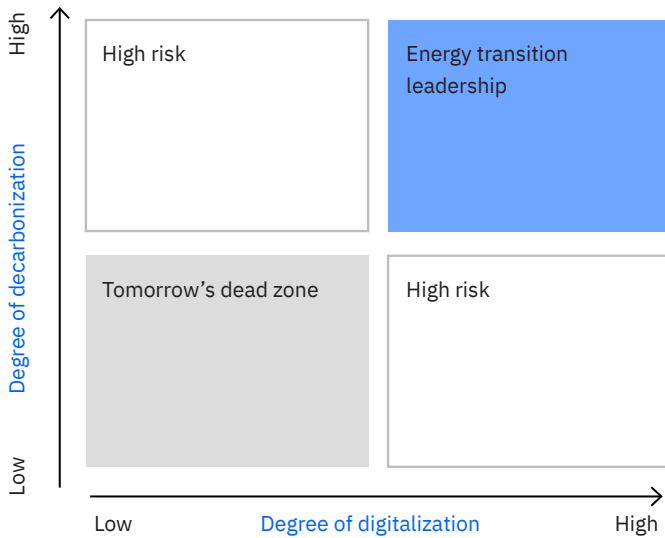 High
Degree of decarbonization
Low
High risk
Energy transition
leadership
Tomorrow’s dead zone
High risk
Low
Degree of digitalization
High